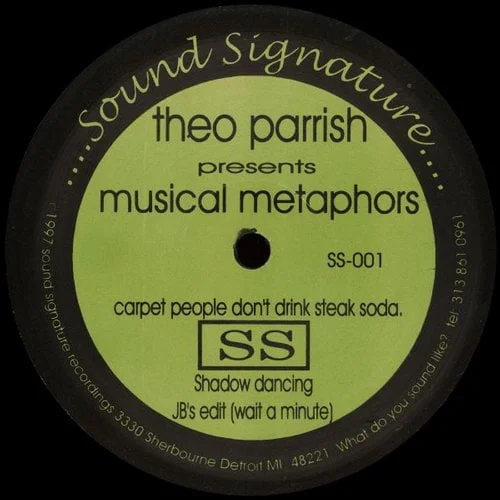 .....Sound Signature....
theo parrish
presents
musical metaphors
SS-001
carpet people don't drink steak soda.
SS
Shadow dancing
JB's edit (wait a minute)
1997 sound signature recordings 3330 Sherbourne Detroit MI 48221 What do you sound like? tel 313 861 0961